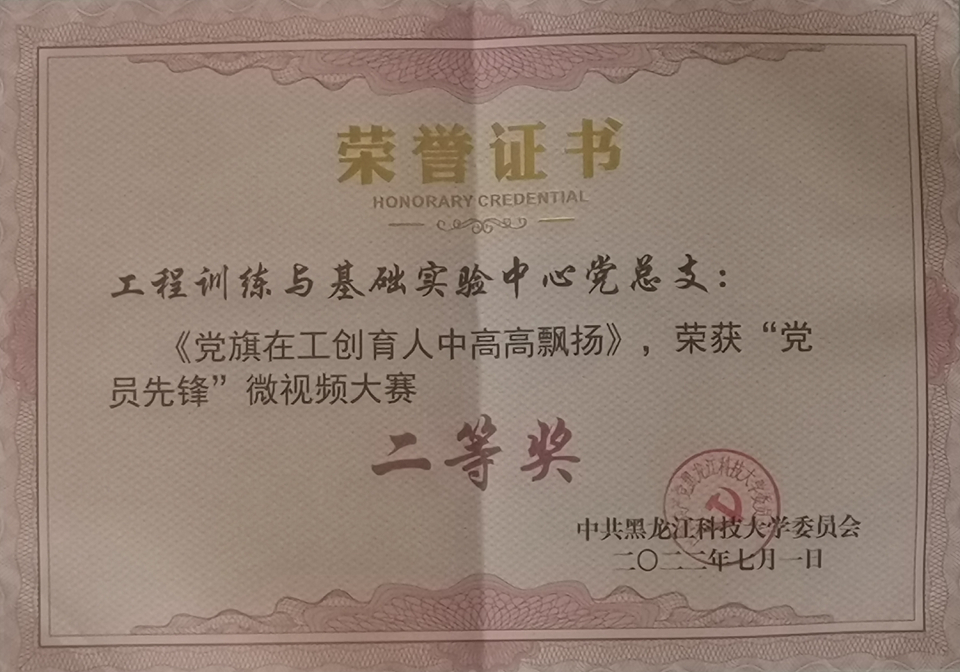 荣誉证书
HONORARY CREDENTIAL
工程训练与基础实验中心党总支：
《党旗在工创育人中高高飘扬》，荣获“党
员先锋”微视频大赛
二等奖
中共黑龙江科技大学委员会
二〇二二年七月一日